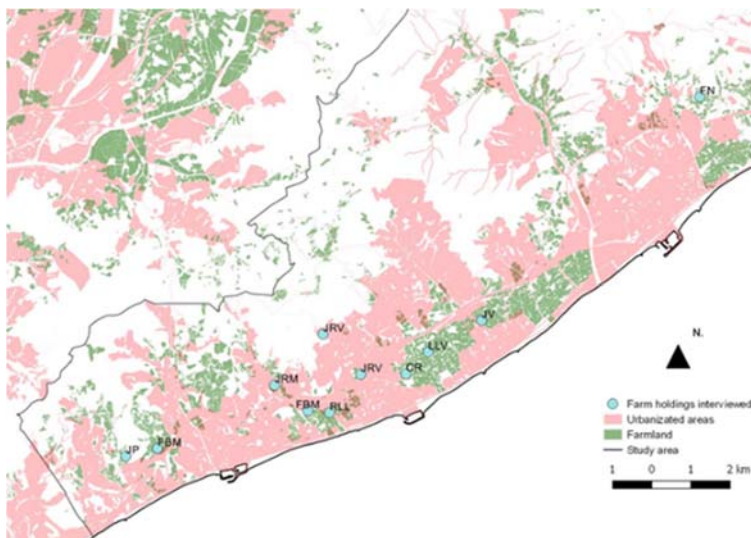 EN
JV
JRV
LLV
N.
JRV
CR
JRM
FBM
RLL
Farm holdings interviewed
Urbanizated areas
Farmland
Study area
FBM
JP
1 0 1 2 km